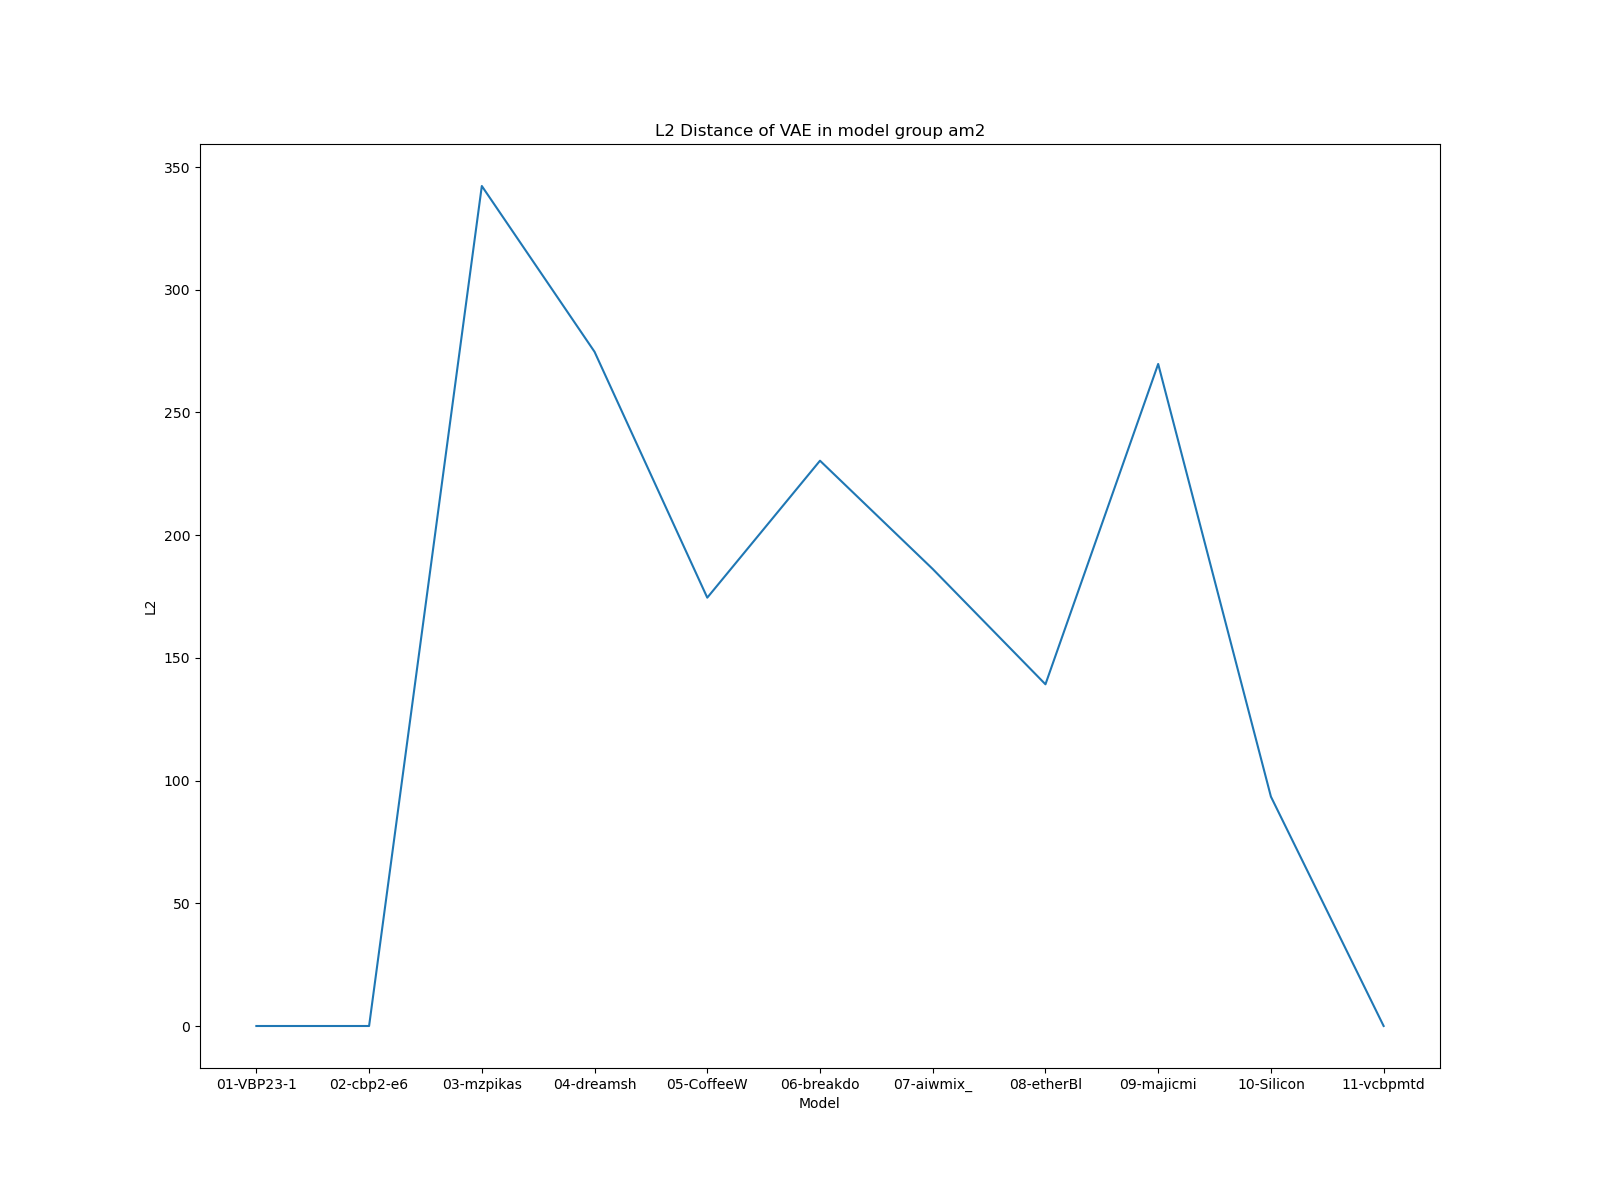 L2 Distance of VAE in model group am2
350
300
250
200
150
100
50
0
L2
01-VBP23-1 02-cbp2-e6 03-mzpikas 04-dreamsh 05-CoffeeW 06-breakdo 07-aiwmix_ 08-etherBl 09-majicmi 10-Silicon 11-vcbpmtd
Model